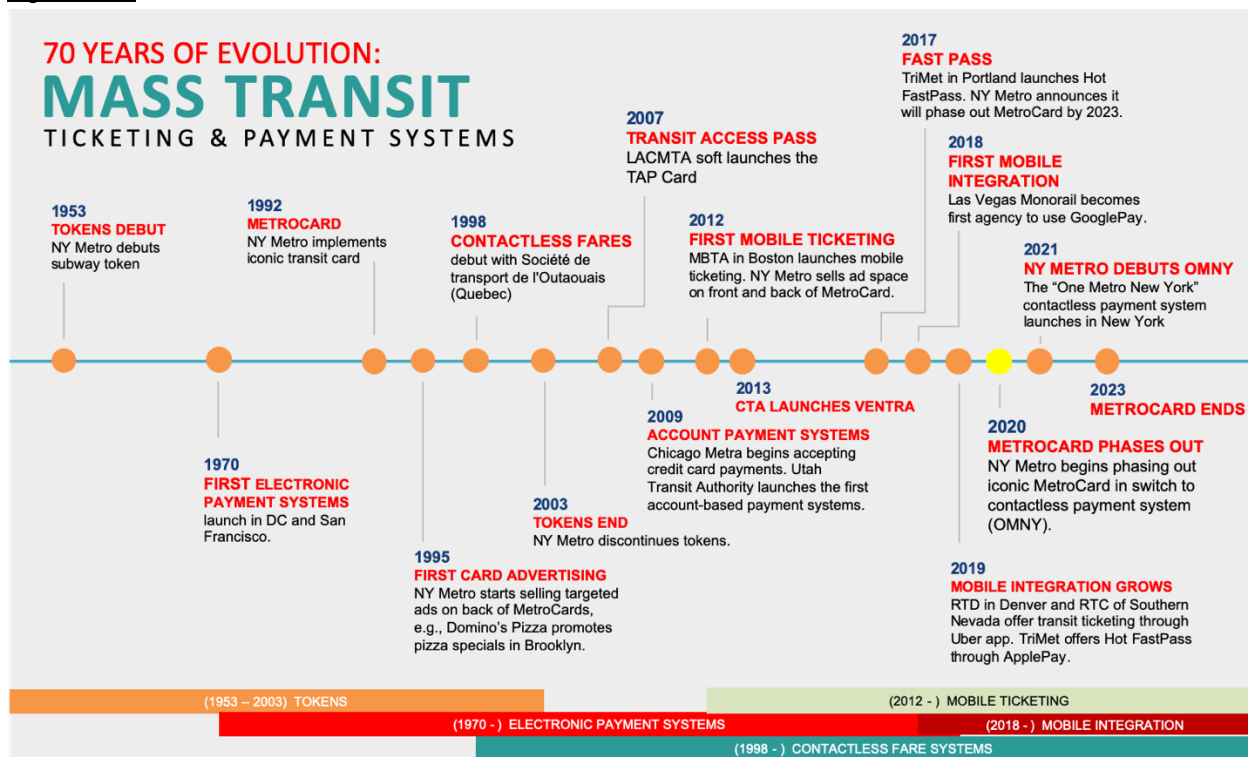 70 YEARS OF EVOLUTION:
MASS TRANSIT
TICKETING & PAYMENT SYSTEMS
1953
TOKENS DEBUT
NY Metro debuts
subway token
1992
METROCARD
NY Metro implements
iconic transit card
1998
CONTACTLESS FARES
debut with Société de
transport de l'Outaouais
(Quebec)
2007
TRANSIT ACCESS PASS
LACMTA soft launches the
TAP Card
2012
FIRST MOBILE TICKETING
MBTA in Boston launches mobile
ticketing. NY Metro sells ad space
on front and back of MetroCard.
2017
FAST PASS
TriMet in Portland launches Hot
FastPass. NY Metro announces it
will phase out MetroCard by 2023.
2018
FIRST MOBILE
INTEGRATION
Las Vegas Monorail becomes
first agency to use GooglePay.
2021
NY METRO DEBUTS OMNY
The “One Metro New York”
contactless payment system
launches in New York
1970
FIRST ELECTRONIC
PAYMENT SYSTEMS
launch in DC and San
Francisco.
1995
FIRST CARD ADVERTISING
NY Metro starts selling targeted
ads on back of MetroCards,
e.g., Domino’s Pizza promotes
pizza specials in Brooklyn.
2003
TOKENS END
NY Metro discontinues tokens.
2009
ACCOUNT PAYMENT SYSTEMS
Chicago Metra begins accepting
credit card payments. Utah
Transit Authority launches the first
account-based payment systems.
2013
CTA LAUNCHES VENTRA
2019
MOBILE INTEGRATION GROWS
RTD in Denver and RTC of Southern
Nevada offer transit ticketing through
Uber app. TriMet offers Hot FastPass
through ApplePay.
2020
METROCARD PHASES OUT
NY Metro begins phasing out
iconic MetroCard in switch to
contactless payment system
(OMNY).
2023
METROCARD ENDS
(1953 – 2003) TOKENS
(2012 - ) MOBILE TICKETING
(1970 - ) ELECTRONIC PAYMENT SYSTEMS
(2018 - ) MOBILE INTEGRATION
(1998 - ) CONTACTLESS FARE SYSTEMS